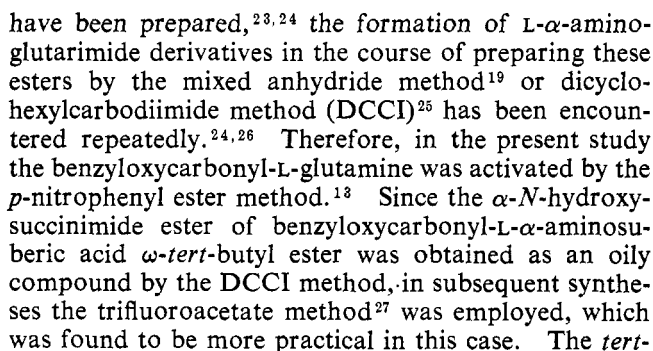 have been prepared,23,24 the formation of L-α-amino-
glutarimide derivatives in the course of preparing these
esters by the mixed anhydride method19 or dicyclo-
hexylcarbodiimide method (DCCI)25 has been encoun-
tered repeatedly.24,26 Therefore, in the present study
the benzyloxycarbonyl-L-glutamine was activated by the
p-nitrophenyl ester method.13 Since the α-N-hydroxy-
succinimide ester of benzyloxycarbonyl-L-α-aminosu-
beric acid ω-tert-butyl ester was obtained as an oily
compound by the DCCI method, in subsequent synthe-
ses the trifluoroacetate method27 was employed, which
was found to be more practical in this case. The tert-